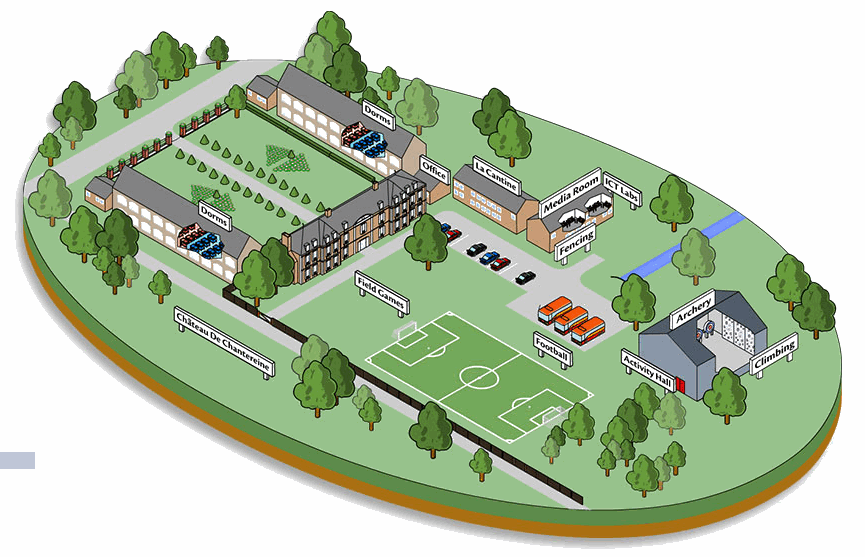 Dorms
Office
La Cantine
Media Room
ICT Labs
Dorms
Fencing
Field Games
Archery
Château De Chantereine
Football
Activity Hall
Climbing